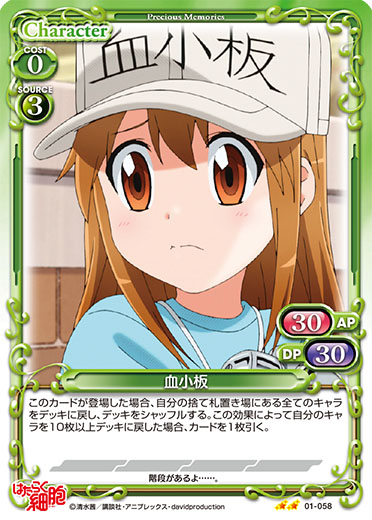 Precious Memories
Character
COST
0
SOURCE
3
血小板
30 AP
DP 30
血小板
このカードが登場した場合、自分の捨て札置き場にある全てのキャラ
をデッキに戻し、デッキをシャッフルする。この効果によって自分のキャ
ラを10枚以上デッキに戻した場合、カードを1枚引く。
階段があるよ……。
はたらく
細胞
©清水茜／講談社・アニプレックス・davidproduction
01-058